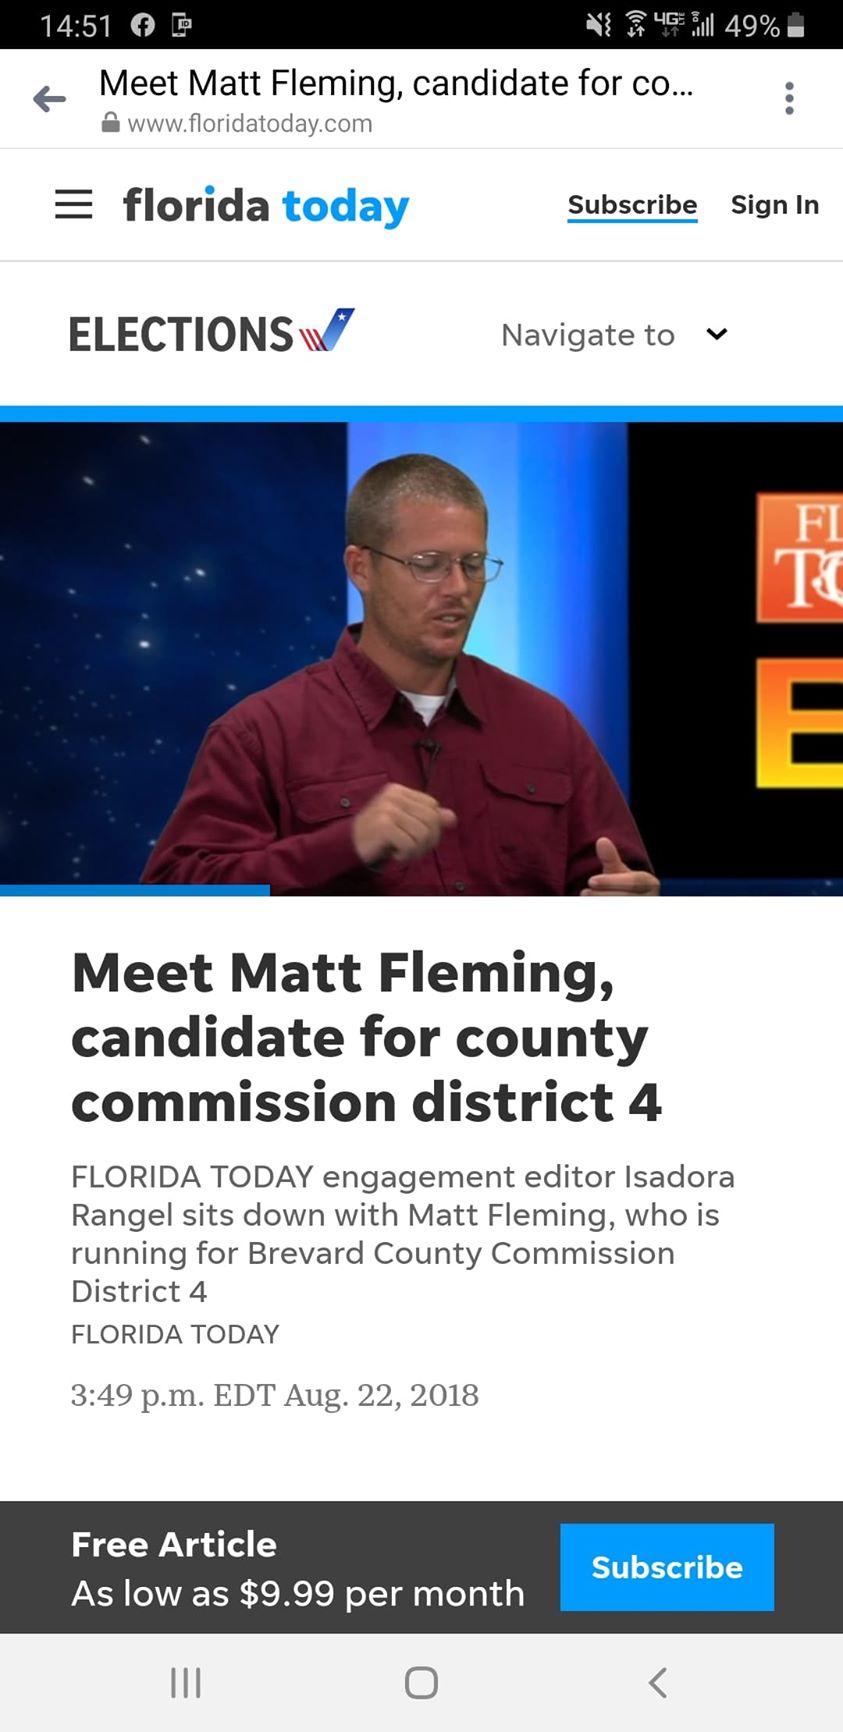 14:51
4G 49%
Meet Matt Fleming, candidate for co...
www.floridatoday.com
florida today Subscribe Sign In
ELECTIONS Navigate to
FL
TO
E
Meet Matt Fleming,
candidate for county
commission district 4
FLORIDA TODAY engagement editor Isadora
Rangel sits down with Matt Fleming, who is
running for Brevard County Commission
District 4
FLORIDA TODAY
3:49 p.m. EDT Aug. 22, 2018
Free Article
As low as $9.99 per month
Subscribe